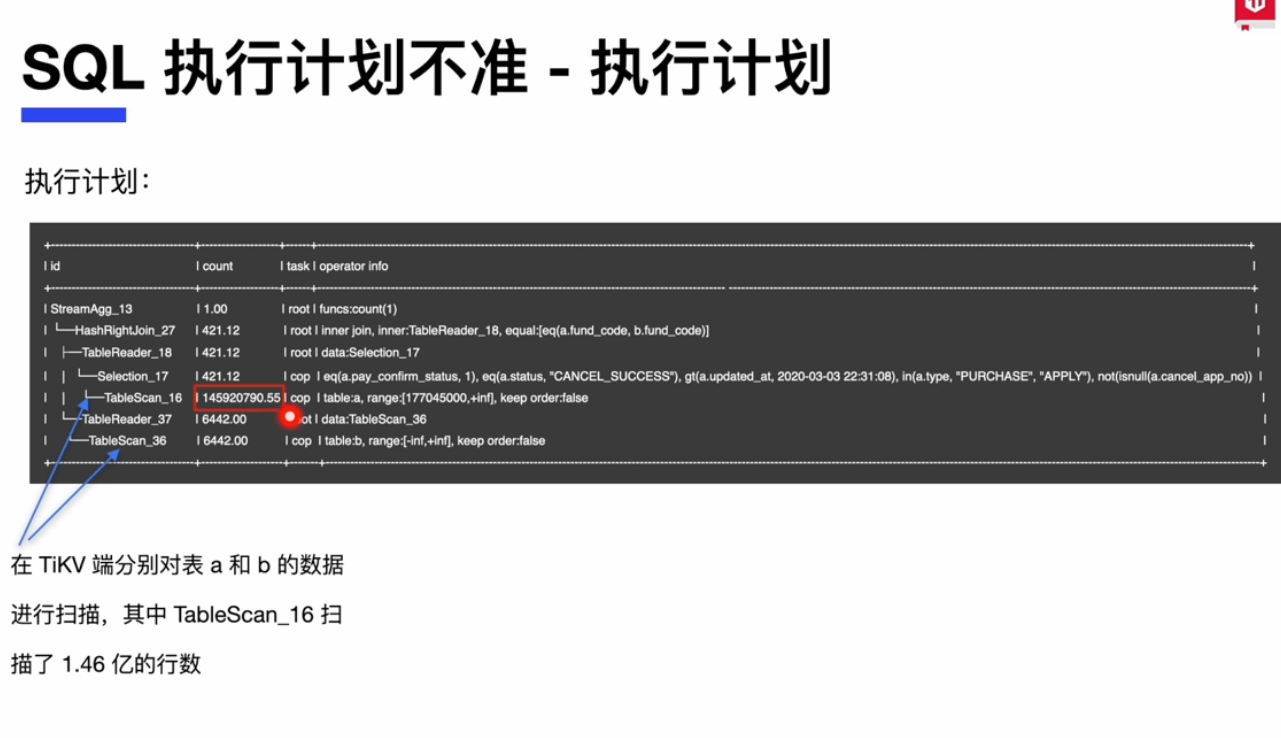 SQL 执行计划不准 - 执行计划
执行计划：
| id | count | task | operator info |
| StreamAgg_13 | 1.00 | root | funcs:count(1) |
| └─HashRightJoin_27 | 421.12 | root | inner join, inner:TableReader_18, equal:[eq(a.fund_code, b.fund_code)] |
| ├─TableReader_18 | 421.12 | root | data:Selection_17 |
| | └─Selection_17 | 421.12 | cop | eq(a.pay_confirm_status, 1), eq(a.status, "CANCEL_SUCCESS"), gt(a.updated_at, 2020-03-03 22:31:08), in(a.type, "PURCHASE", "APPLY"), not(isnull(a.cancel_app_no)) |
| | └─TableScan_16 | 145920790.55 | cop | table:a, range:[177045000,+inf], keep order:false |
| └─TableReader_37 | 6442.00 ot | data:TableScan_36 |
| └─TableScan_36 | 6442.00 | cop | table:b, range:[-inf,+inf], keep order:false |
在 TiKV 端分别对表 a 和 b 的数据
进行扫描，其中 TableScan_16 扫
描了 1.46 亿的行数